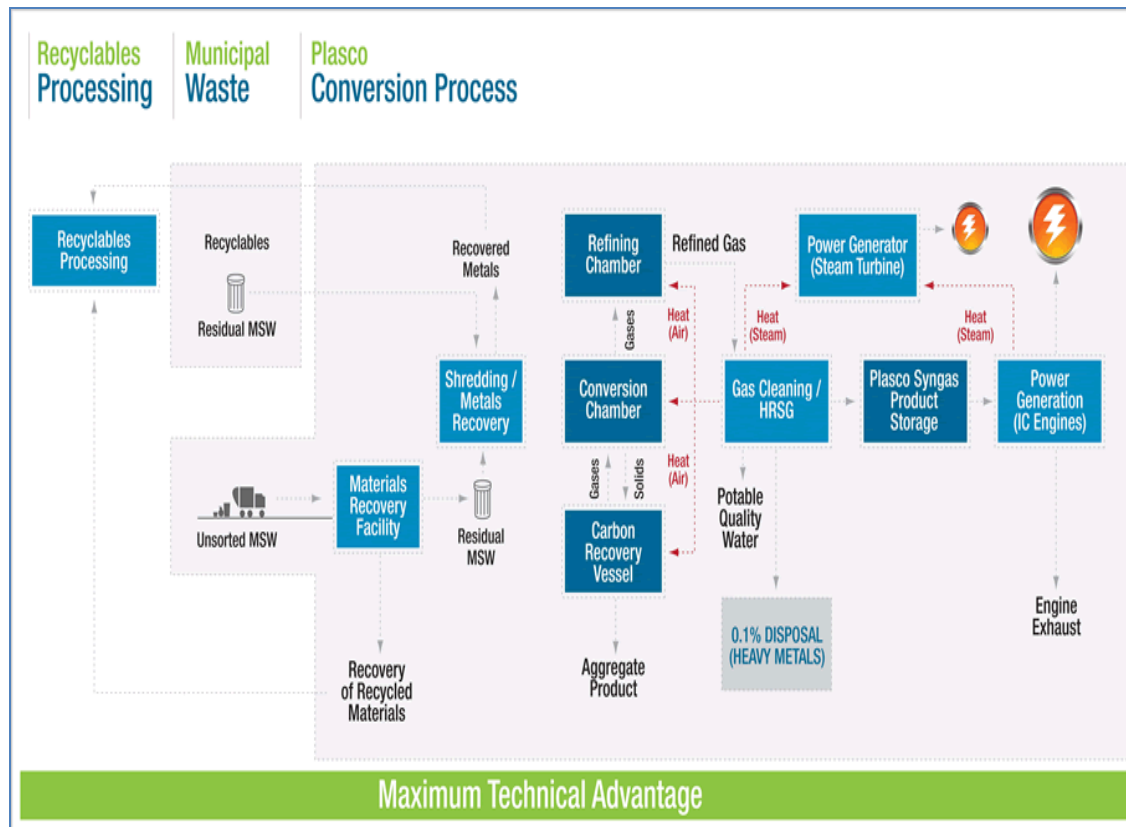 Recyclables
Processing
Municipal
Waste
Plasco
Conversion Process
Recyclables
Processing
Recyclables
Residual MSW
Recovered
Metals
Shredding /
Metals
Recovery
Unsorted MSW
Materials
Recovery
Facility
Residual
MSW
Recovery
of Recycled
Materials
Refining
Chamber
Refined Gas
Gases
Heat
(Air)
Conversion
Chamber
Gases
Solids
Heat
(Air)
Carbon
Recovery
Vessel
Aggregate
Product
Power Generator
(Steam Turbine)
Heat
(Steam)
Heat
(Steam)
Gas Cleaning /
HRSG
Plasco Syngas
Product
Storage
Power
Generation
(IC Engines)
Potable
Quality
Water
0.1% DISPOSAL
(HEAVY METALS)
Engine
Exhaust
Maximum Technical Advantage